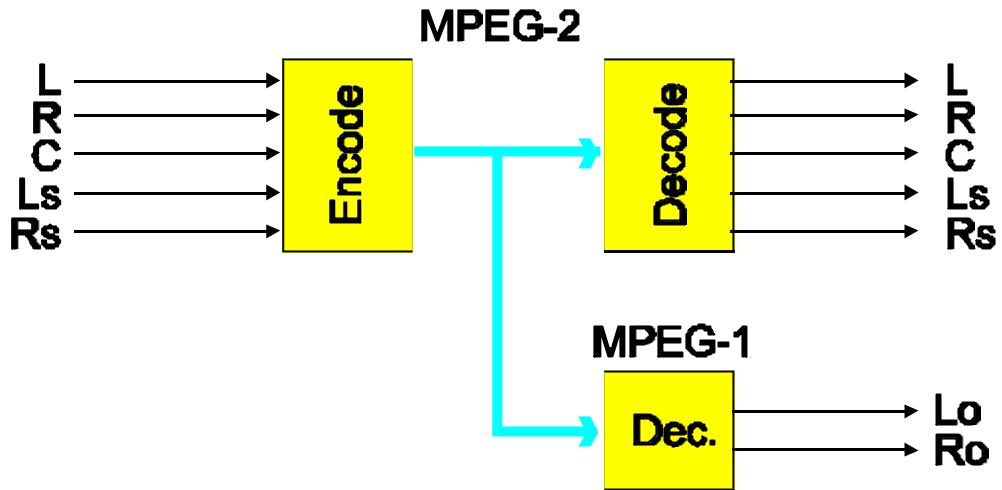 MPEG-2
L
R
C
Ls
Rs
Encode
Decode
L
R
C
Ls
Rs
MPEG-1
Dec.
Lo
Ro